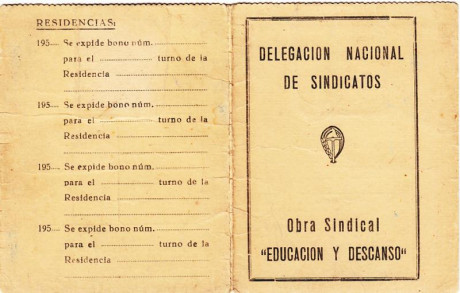 RESIDENCIAS:
195— Se expide bono núm.
para el turno de la
Residencia
195— Se expide bono núm.
para el turno de la
Residencia
195— Se expide bono núm.
para el turno de la
Residencia
195— Se expide bono núm.
para el turno de la
Residencia
DELEGACION NACIONAL
DE SINDICATOS
Obra Sindical
"EDUCACION Y DESCANSO"